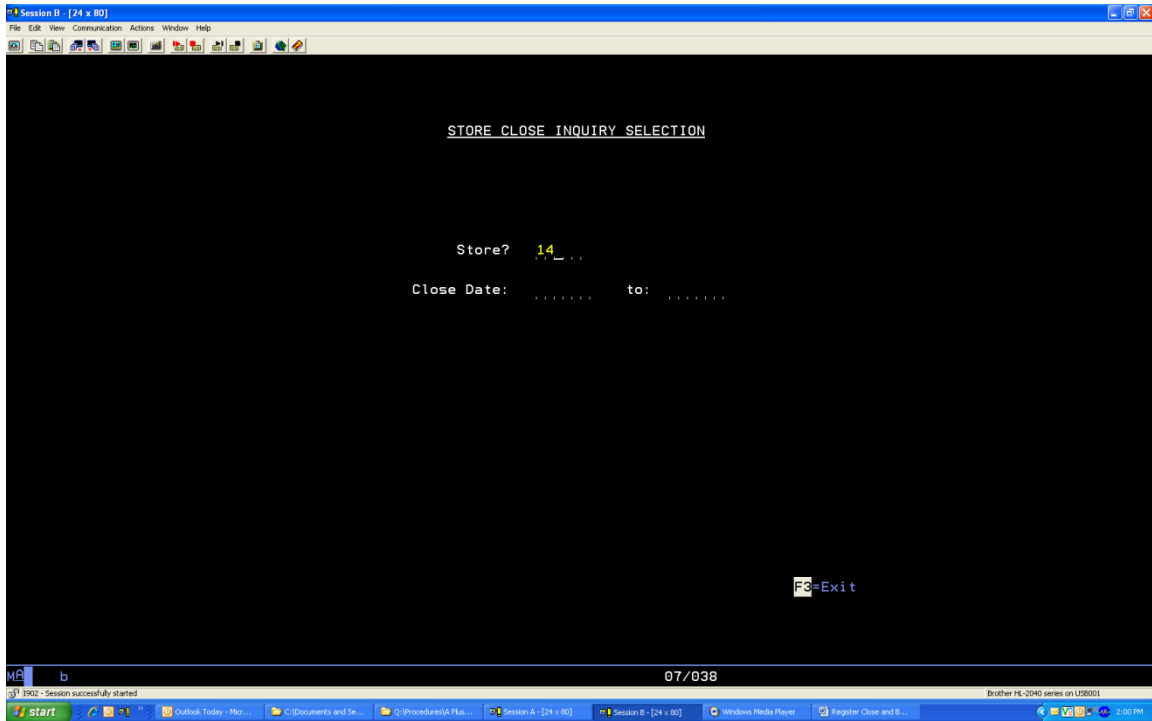 Session B - [24 x 80]
File Edit View Communication Actions Window Help
STORE CLOSE INQUIRY SELECTION
Store? 14
Close Date: to:
F3=Exit
MA b 07/038
I902 - Session successfully started Brother HL-2040 series on USB001
start Outlook Today - Micr... C:\Documents and Se... Q:\Procedures\A Plus... Session A - [24 x 80] Session B - [24 x 80] Windows Media Player Register Close and B... 2:00 PM